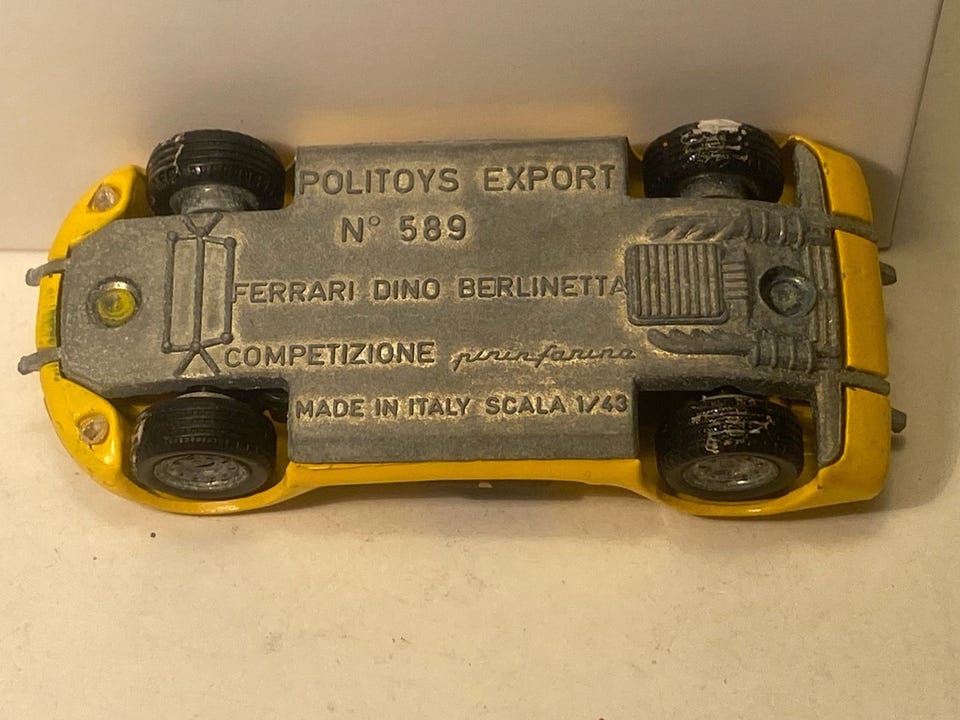 POLITOYS EXPORT
N° 589
FERRARI DINO BERLINETTA
COMPETIZIONE pininfarina
MADE IN ITALY SCALA 1/43